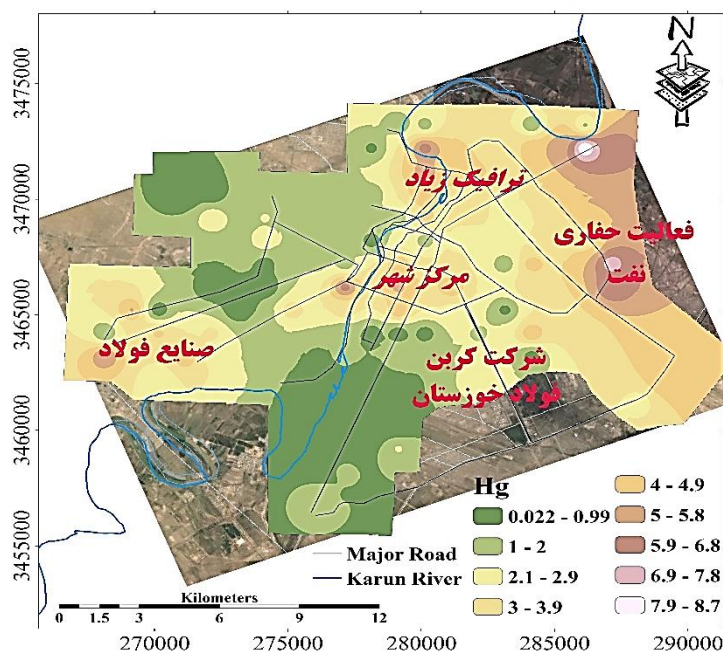 N
3475000
3470000
3465000
3460000
3455000
ترافیک زیاد
فعالیت حفاری
نفت
مرکز شهر
صنایع فولاد
شرکت کربن
فولاد خوزستان
Hg
0.022 - 0.99
1 - 2
2.1 - 2.9
3 - 3.9
4 - 4.9
5 - 5.8
5.9 - 6.8
6.9 - 7.8
7.9 - 8.7
Major Road
Karun River
Kilometers
0 1.5 3 6 9 12
270000 275000 280000 285000 290000